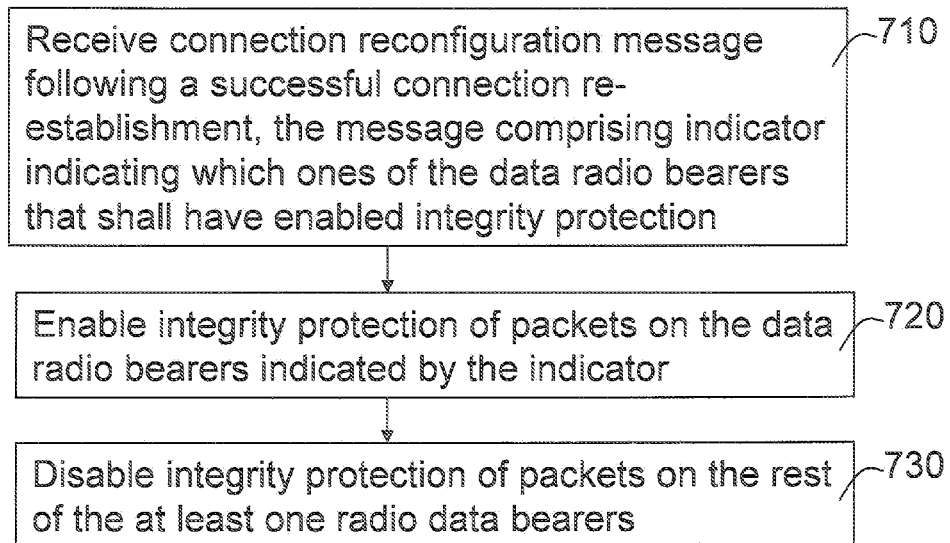 Receive connection reconfiguration message
following a successful connection re-
establishment, the message comprising indicator
indicating which ones of the data radio bearers
that shall have enabled integrity protection
710
Enable integrity protection of packets on the data
radio bearers indicated by the indicator
720
Disable integrity protection of packets on the rest
of the at least one radio data bearers
730